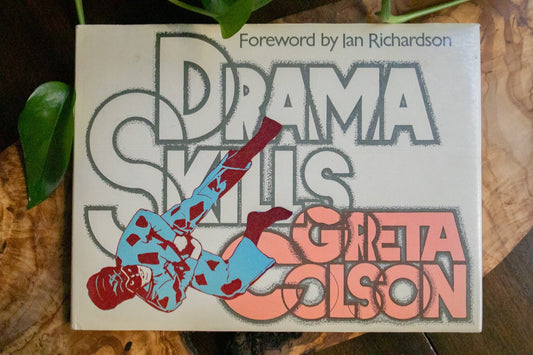 Foreword by Ian Richardson
DRAMA
SKILLS
GRETA
COLSON